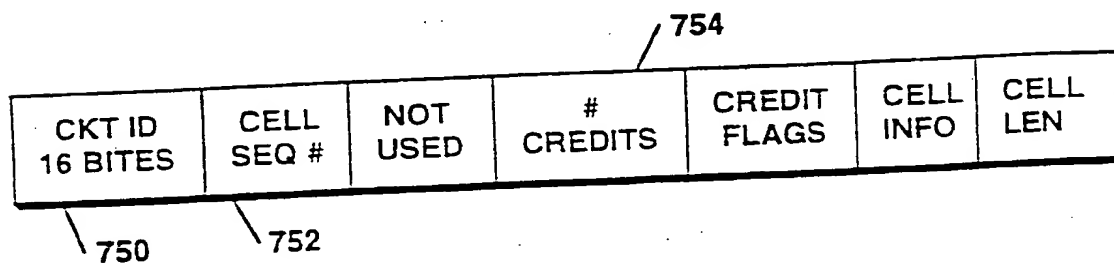 754
CKT ID
16 BITES
CELL
SEQ #
NOT
USED
#
CREDITS
CREDIT
FLAGS
CELL
INFO
CELL
LEN
750
752